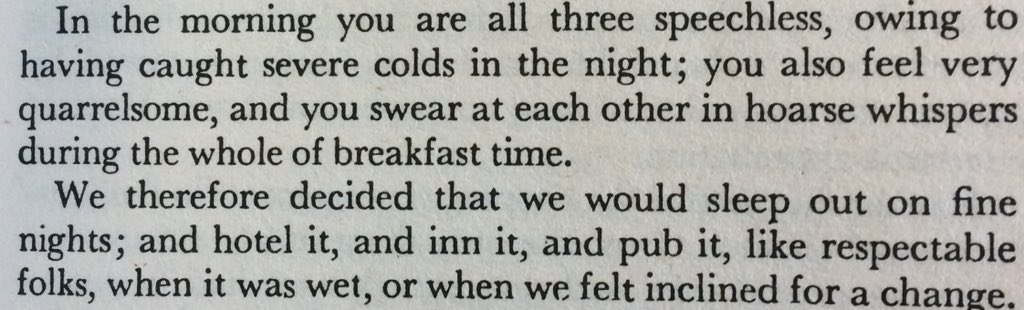 In the morning you are all three speechless, owing to
having caught severe colds in the night; you also feel very
quarrelsome, and you swear at each other in hoarse whispers
during the whole of breakfast time.
We therefore decided that we would sleep out on fine
nights; and hotel it, and inn it, and pub it, like respectable
folks, when it was wet, or when we felt inclined for a change.